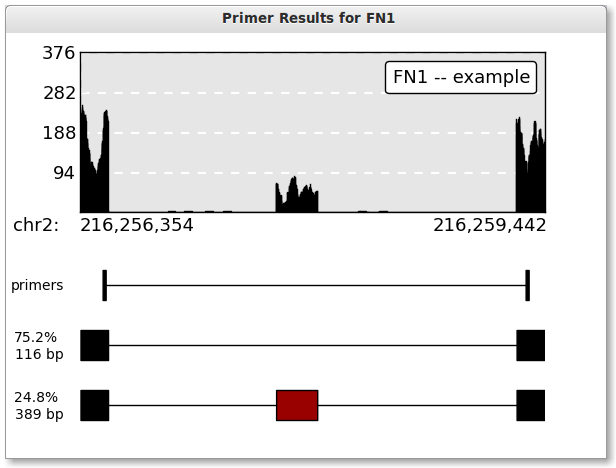 Primer Results for FN1
376
FN1 -- example
282
188
94
chr2: 216,256,354 216,259,442
primers
75.2%
116 bp
24.8%
389 bp